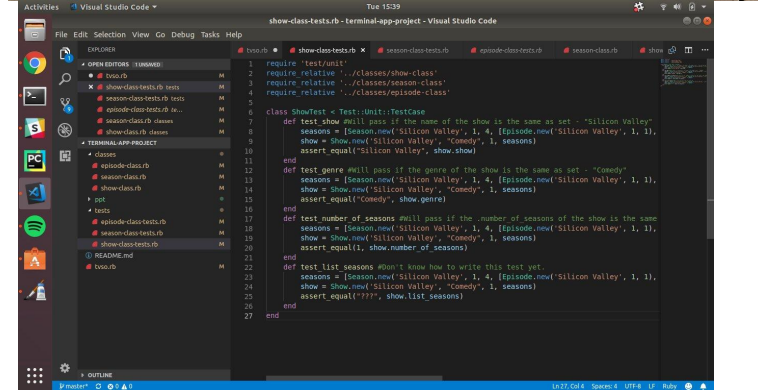 Activities
Visual Studio Code
Tue 15:39
show-class-tests.rb - terminal-app-project - Visual Studio Code
File Edit Selection View Go Debug Tasks Help
EXPLORER
OPEN EDITORS 1 UNSAVED
tvso.rb M
show-class-tests.rb tests M
season-class-tests.rb tests M
episode-class-tests.rb te... M
season-class.rb classes M
show-class.rb classes M
TERMINAL-APP-PROJECT
classes
episode-class.rb M
season-class.rb M
show-class.rb M
ppt
tests
episode-class-tests.rb M
season-class-tests.rb M
show-class-tests.rb M
README.md
tvso.rb M
OUTLINE
tvso.rb
show-class-tests.rb
season-class-tests.rb
episode-class-tests.rb
season-class.rb
show
1 require 'test/unit'
2 require_relative '../classes/show-class'
3 require_relative '../classes/season-class'
4 require_relative '../classes/episode-class'
5
6 class ShowTest < Test::Unit::TestCase
7 def test_show #Will pass if the name of the show is the same as set - "Silicon Valley"
8 seasons = [Season.new('Silicon Valley', 1, 4, [Episode.new('Silicon Valley', 1, 1),
9 show = Show.new('Silicon Valley', "Comedy", 1, seasons)
10 assert_equal("Silicon Valley", show.show)
11 end
12 def test_genre #Will pass if the genre of the show is the same as set - "Comedy"
13 seasons = [Season.new('Silicon Valley', 1, 4, [Episode.new('Silicon Valley', 1, 1),
14 show = Show.new('Silicon Valley', "Comedy", 1, seasons)
15 assert_equal("Comedy", show.genre)
16 end
17 def test_number_of_seasons #Will pass if the .number_of_seasons of the show is the same
18 seasons = [Season.new('Silicon Valley', 1, 4, [Episode.new('Silicon Valley', 1, 1),
19 show = Show.new('Silicon Valley', "Comedy", 1, seasons)
20 assert_equal(1, show.number_of_seasons)
21 end
22 def test_list_seasons #Don't know how to write this test yet.
23 seasons = [Season.new('Silicon Valley', 1, 4, [Episode.new('Silicon Valley', 1, 1),
24 show = Show.new('Silicon Valley', "Comedy", 1, seasons)
25 assert_equal("???", show.list_seasons)
26 end
27 end
master* 0 0
Ln 27, Col 4 Spaces: 4 UTF-8 LF Ruby